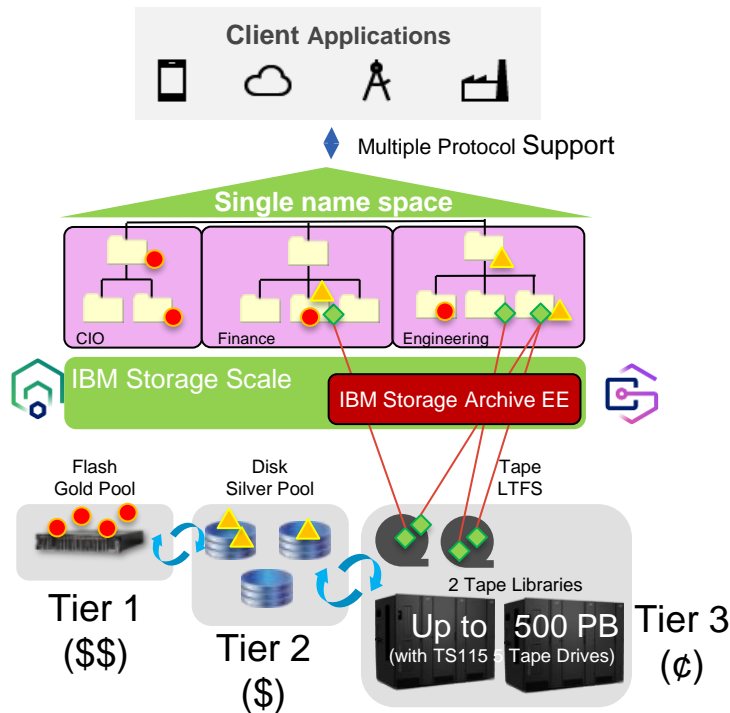 Client Applications
Multiple Protocol Support
Single name space
CIO
Finance
Engineering
IBM Storage Scale
IBM Storage Archive EE
Flash
Gold Pool
Disk
Silver Pool
Tape
LTFS
2 Tape Libraries
Up to 500 PB
(with TS115 5 Tape Drives)
Tier 1
($$)
Tier 2
($)
Tier 3
(¢)